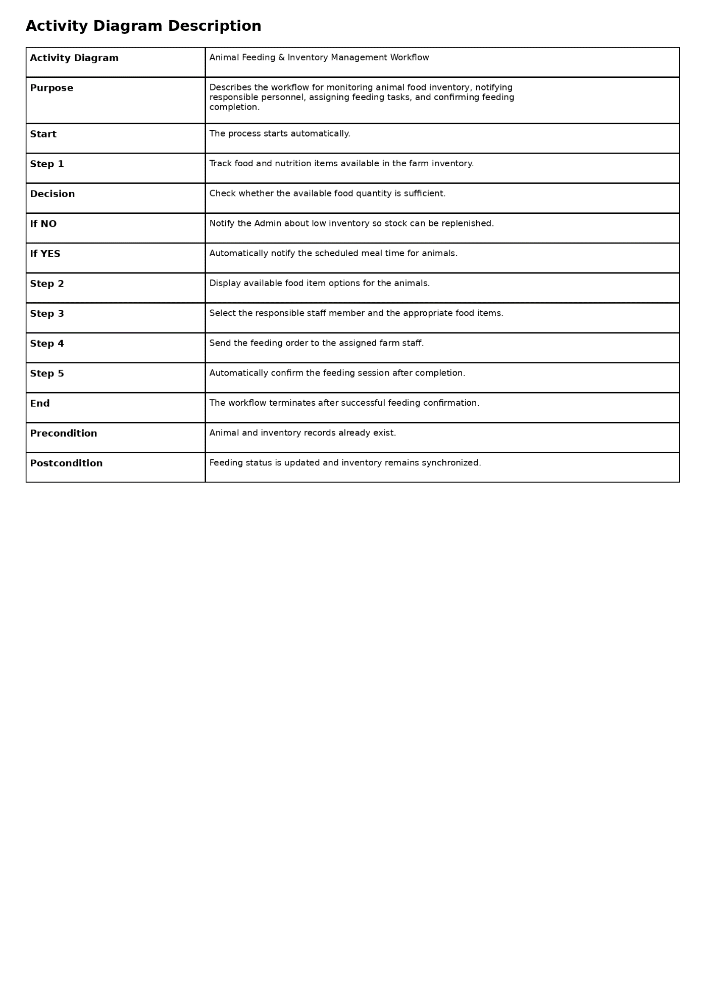 Activity Diagram Description
Activity Diagram
Animal Feeding & Inventory Management Workflow
Purpose
Describes the workflow for monitoring animal food inventory, notifying
responsible personnel, assigning feeding tasks, and confirming feeding
completion.
Start
The process starts automatically.
Step 1
Track food and nutrition items available in the farm inventory.
Decision
Check whether the available food quantity is sufficient.
If NO
Notify the Admin about low inventory so stock can be replenished.
If YES
Automatically notify the scheduled meal time for animals.
Step 2
Display available food item options for the animals.
Step 3
Select the responsible staff member and the appropriate food items.
Step 4
Send the feeding order to the assigned farm staff.
Step 5
Automatically confirm the feeding session after completion.
End
The workflow terminates after successful feeding confirmation.
Precondition
Animal and inventory records already exist.
Postcondition
Feeding status is updated and inventory remains synchronized.